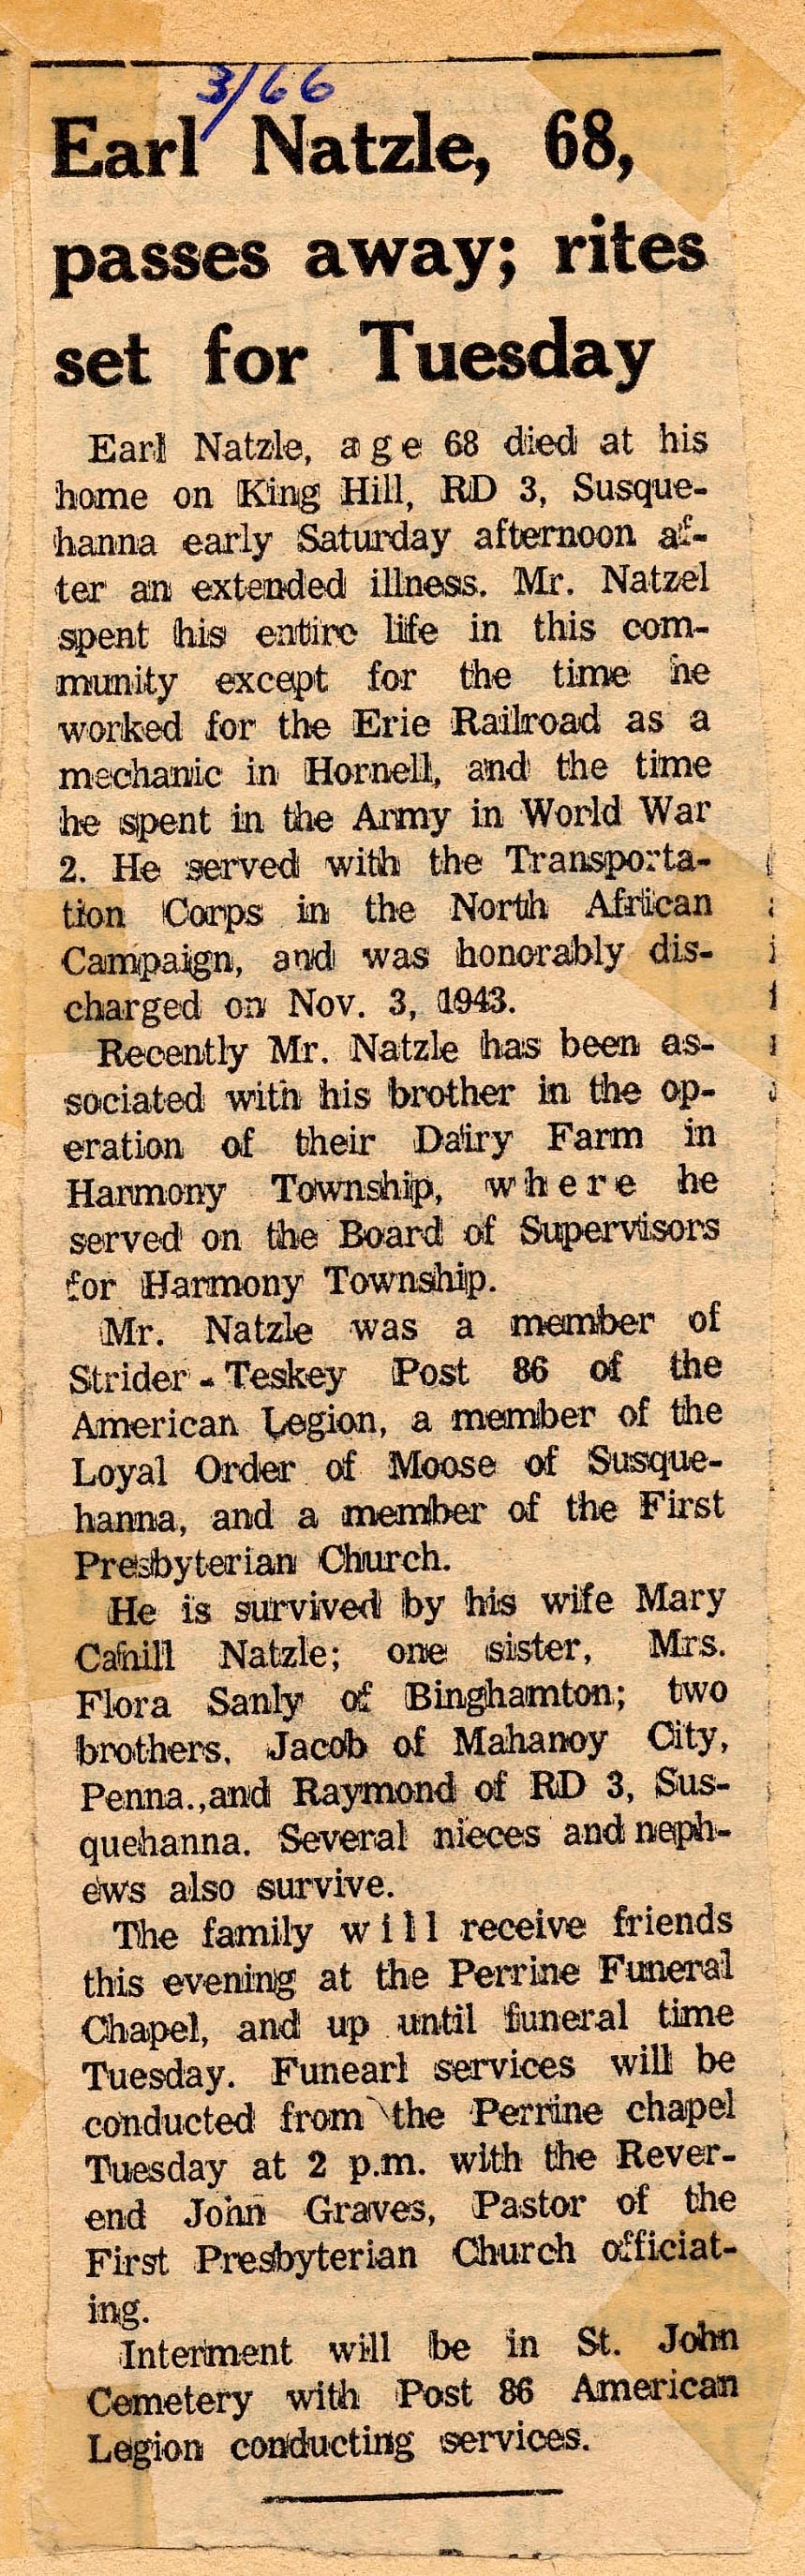 3/66
Earl Natzle, 68,
passes away; rites
set for Tuesday
Earl Natzle, age 68 died at his
home on King Hill, RD 3, Susque-
hanna early Saturday afternoon af-
ter an extended illness. Mr. Natzel
spent his entire life in this com-
munity except for the time he
worked for the Erie Railroad as a
mechanic in Hornell, and the time
he spent in the Army in World War
2. He served with the Transporta-
tion Corps in the North African
Campaign, and was honorably dis-
charged on Nov. 3, 1943.
Recently Mr. Natzle has been as-
sociated with his brother in the op-
eration of their Dairy Farm in
Harmony Township, where he
served on the Board of Supervisors
for Harmony Township.
Mr. Natzle was a member of
Strider - Teskey Post 86 of the
American Legion, a member of the
Loyal Order of Moose of Susque-
hanna, and a member of the First
Presbyterian Church.
He is survived by his wife Mary
Cahill Natzle; one sister, Mrs.
Flora Sanly of Binghamton; two
brothers, Jacob of Mahanoy City,
Penna.,and Raymond of RD 3, Sus-
quehanna. Several nieces and neph-
ews also survive.
The family will receive friends
this evening at the Perrine Funeral
Chapel, and up until funeral time
Tuesday. Funearl services will be
conducted from the Perrine chapel
Tuesday at 2 p.m. with the Rever-
end John Graves, Pastor of the
First Presbyterian Church officiat-
ing.
Interment will be in St. John
Cemetery with Post 86 American
Legion conducting services.